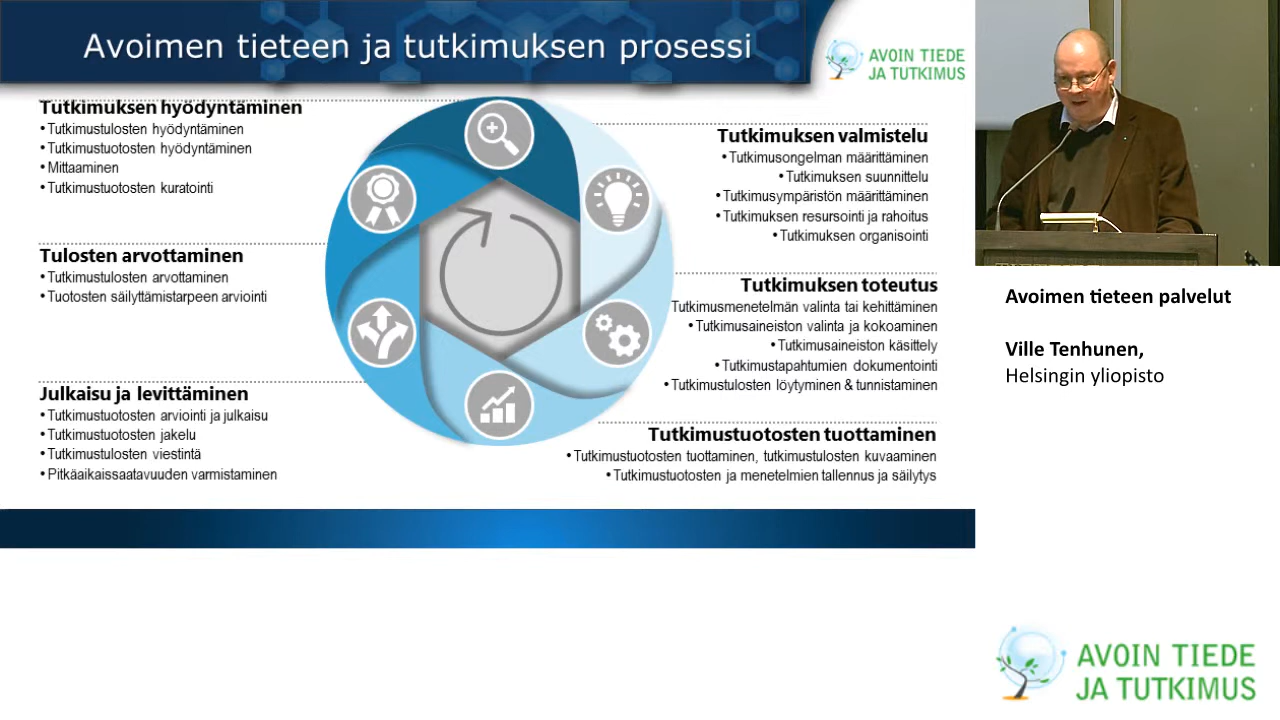 Avoimen tieteen ja tutkimuksen prosessi
AVOIN TIEDE
JA TUTKIMUS
Tutkimuksen hyödyntäminen
• Tutkimustulosten hyödyntäminen
• Tutkimustuotosten hyödyntäminen
• Mittaaminen
• Tutkimustuotosten kuratointi
Tulosten arvottaminen
• Tutkimustulosten arvottaminen
• Tuotosten säilyttämistarpeen arviointi
Julkaisu ja levittäminen
• Tutkimustuotosten arviointi ja julkaisu
• Tutkimustuotosten jakelu
• Tutkimustulosten viestintä
• Pitkäaikaissaatavuuden varmistaminen
Tutkimuksen valmistelu
• Tutkimusongelman määrittäminen
• Tutkimuksen suunnittelu
• Tutkimusympäristön määrittäminen
• Tutkimuksen resursointi ja rahoitus
• Tutkimuksen organisointi
Tutkimuksen toteutus
Tutkimusmenetelmän valinta tai kehittäminen
• Tutkimusaineiston valinta ja kokoaminen
• Tutkimusaineiston käsittely
• Tutkimustapahtumien dokumentointi
• Tutkimustulosten löytyminen & tunnistaminen
Tutkimustuotosten tuottaminen
• Tutkimustuotosten tuottaminen, tutkimustulosten kuvaaminen
• Tutkimustuotosten ja menetelmien tallennus ja säilytys
Avoimen tieteen palvelut
Ville Tenhunen,
Helsingin yliopisto
AVOIN TIEDE
JA TUTKIMUS